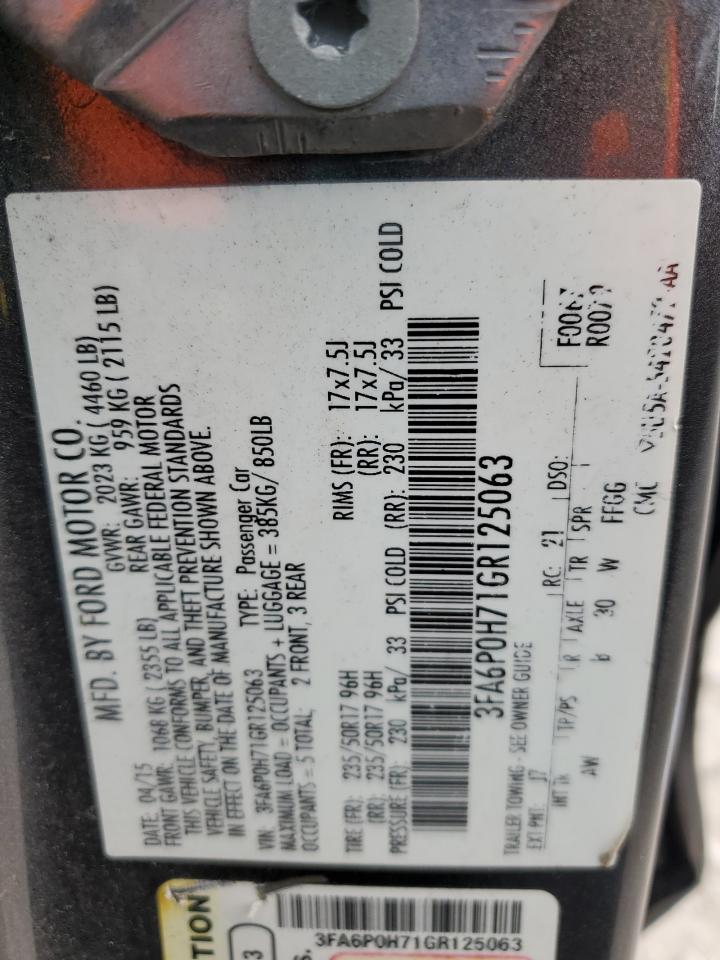 MFD. BY FORD MOTOR CO.
DATE: 04/15 GVWR: 2023 KG ( 4460 LB)
FRONT GAWR: 1068 KG ( 2355 LB) REAR GAWR: 959 KG ( 2115 LB)
THIS VEHICLE CONFORMS TO ALL APPLICABLE FEDERAL MOTOR
VEHICLE SAFETY, BUMPER, AND THEFT PREVENTION STANDARDS
IN EFFECT ON THE DATE OF MANUFACTURE SHOWN ABOVE.
VIN: 3FA6P0H71GR125063 TYPE: Passenger Car
MAXIMUM LOAD = OCCUPANTS + LUGGAGE = 385KG/ 850LB
OCCUPANTS = 5 TOTAL: 2 FRONT, 3 REAR
TIRE (FR): 235/50R17 96H RIMS (FR): 17x7.5J
(RR): 235/50R17 96H (RR): 17x7.5J
PRESSURE (FR): 230 kPa/ 33 PSI COLD (RR): 230 kPa/ 33 PSI COLD
3FA6P0H71GR125063
TRAILER TOWING - SEE OWNER GUIDE
EXT PNT: J7 RC: 21 DSO:
INT TR TP/PS R AXLE TR SPR
AW 30 W FFGG
R0079
CMC
TION
3
3FA6P0H71GR125063